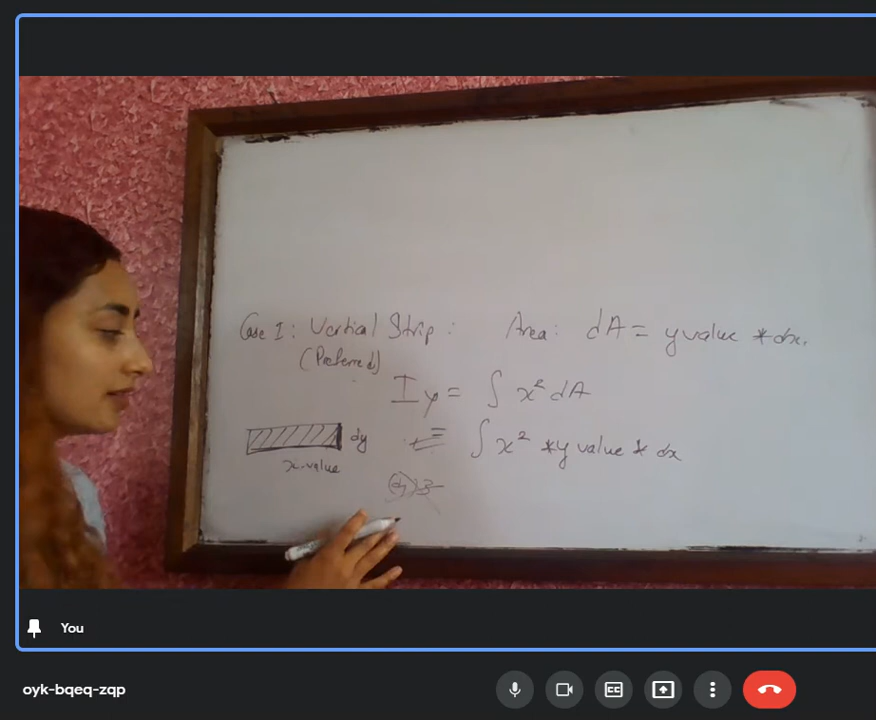 Case I: Vertical Strip: Area: dA = y value * dx.
(Preferred)
Iy = ∫ x² dA
dy = ∫ x² * y value * dx
x-value
You
oyk-bqeq-zqp
CC